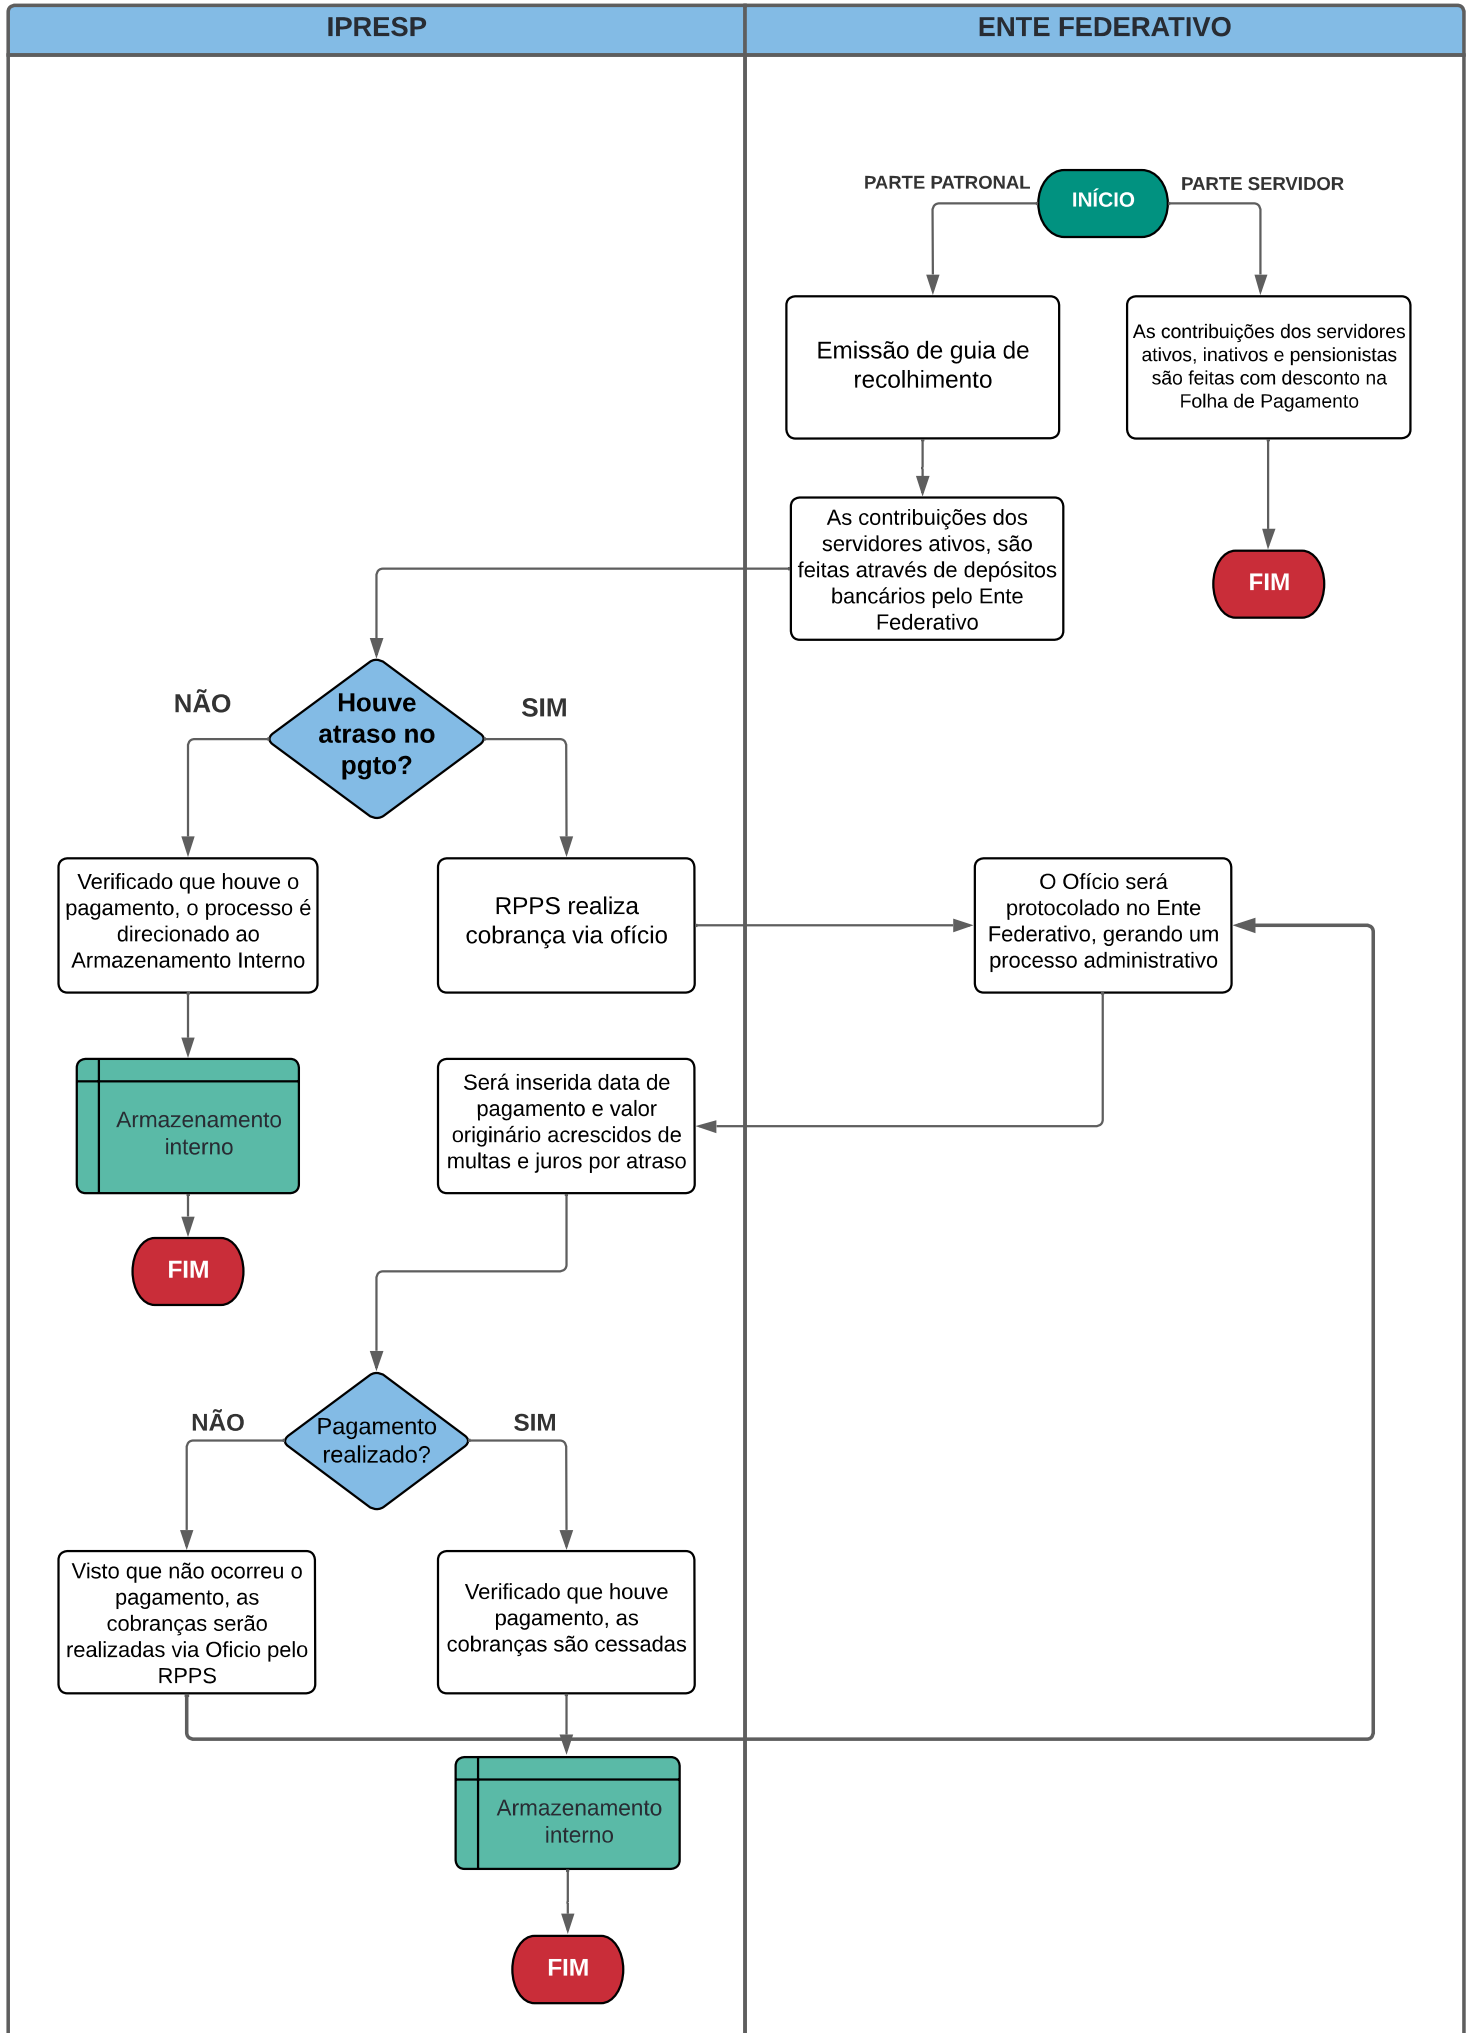 IPRESP
ENTE FEDERATIVO
PARTE PATRONAL
INÍCIO
PARTE SERVIDOR
Emissão de guia de
recolhimento
As contribuições dos servidores
ativos, inativos e pensionistas
são feitas com desconto na
Folha de Pagamento
As contribuições dos
servidores ativos, são
feitas através de depósitos
bancários pelo Ente
Federativo
FIM
Houve
atraso no
pgto?
NÃO
SIM
Verificado que houve o
pagamento, o processo é
direcionado ao
Armazenamento Interno
RPPS realiza
cobrança via ofício
O Ofício será
protocolado no Ente
Federativo, gerando um
processo administrativo
Armazenamento
interno
Será inserida data de
pagamento e valor
originário acrescidos de
multas e juros por atraso
FIM
NÃO
Pagamento
realizado?
SIM
Visto que não ocorreu o
pagamento, as
cobranças serão
realizadas via Oficio pelo
RPPS
Verificado que houve
pagamento, as
cobranças são cessadas
Armazenamento
interno
FIM